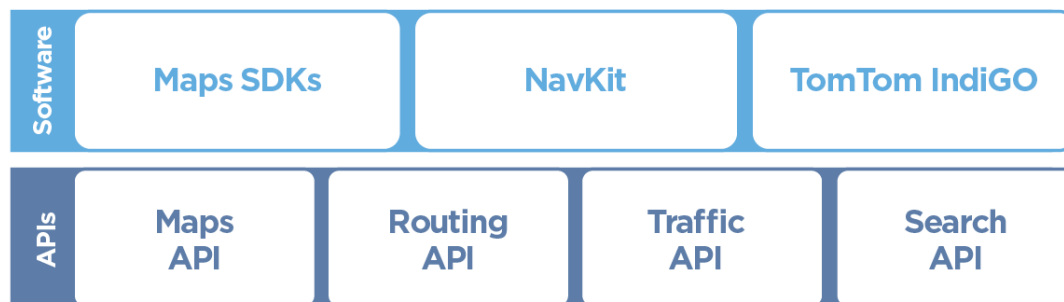 Software
Maps SDKs
NavKit
TomTom IndiGO
APIs
Maps
API
Routing
API
Traffic
API
Search
API